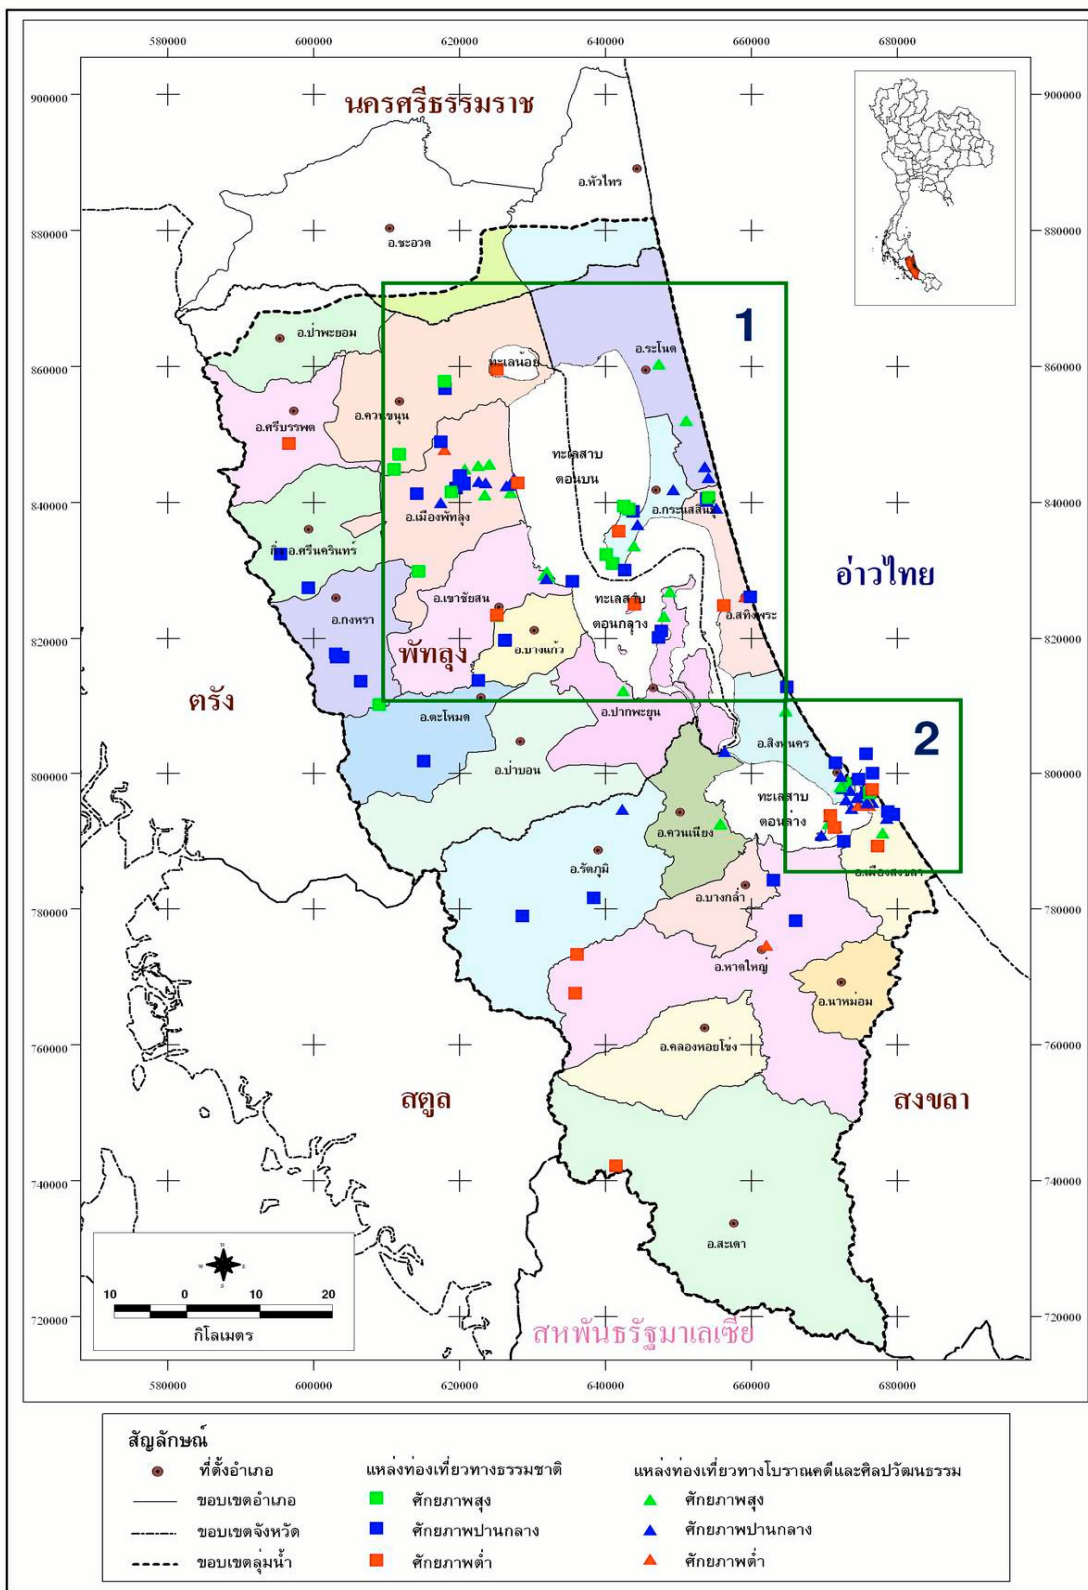 580000 600000 620000 640000 660000 680000
900000 900000
นครศรีธรรมราช
อ.หัวไทร
อ.ชะอวด
880000 880000
1
อ.ป่าพะยอม
อ.ระโนด
ทะเลน้อย
860000 860000
อ.ควนขนุน
อ.ศรีบรรพต
ทะเลสาบ
ตอนบน
840000 840000
อ.กระแสสินธุ์
อ.เมืองพัทลุง
กิ่ง อ.ศรีนครินทร์
อ่าวไทย
อ.เขาชัยสน
ทะเลสาบ
ตอนกลาง
อ.สทิงพระ
อ.กงหรา
820000 820000
อ.บางแก้ว
พัทลุง
ตรัง
อ.ตะโหมด
อ.ปากพะยูน
2
อ.สิงหนคร
อ.ป่าบอน
800000 800000
ทะเลสาบ
ตอนล่าง
อ.ควนเนียง
อ.รัตภูมิ
อ.เมืองสงขลา
อ.บางกล่ำ
780000 780000
อ.หาดใหญ่
อ.นาหม่อม
760000 760000
อ.คลองหอยโข่ง
สตูล
สงขลา
740000 740000
อ.สะเดา
10 0 10 20
กิโลเมตร
720000 720000
สหพันธรัฐมาเลเซีย
580000 600000 620000 640000 660000 680000
สัญลักษณ์
ที่ตั้งอำเภอ
ขอบเขตอำเภอ
ขอบเขตจังหวัด
ขอบเขตลุ่มน้ำ
แหล่งท่องเที่ยวทางธรรมชาติ
ศักยภาพสูง
ศักยภาพปานกลาง
ศักยภาพต่ำ
แหล่งท่องเที่ยวทางโบราณคดีและศิลปวัฒนธรรม
ศักยภาพสูง
ศักยภาพปานกลาง
ศักยภาพต่ำ